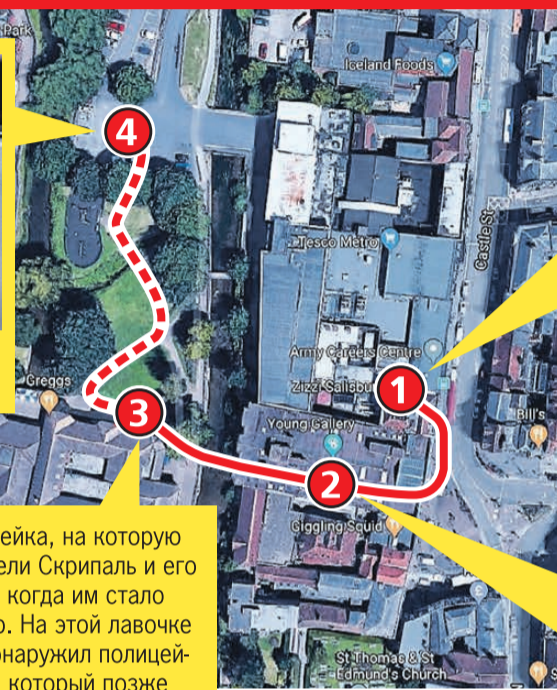 Park
Iceland Foods
4
Tesco Metro
Castle St
Army Careers Centre
Zizzi Salisbu
1
Greggs
Bill's
3
Young Gallery
2
Giggling Squid
ейка, на которую
ели Скрипаль и его
когда им стало
о. На этой лавочке
наружил полицей-
который позже
St Thomas & St
Edmund's Church